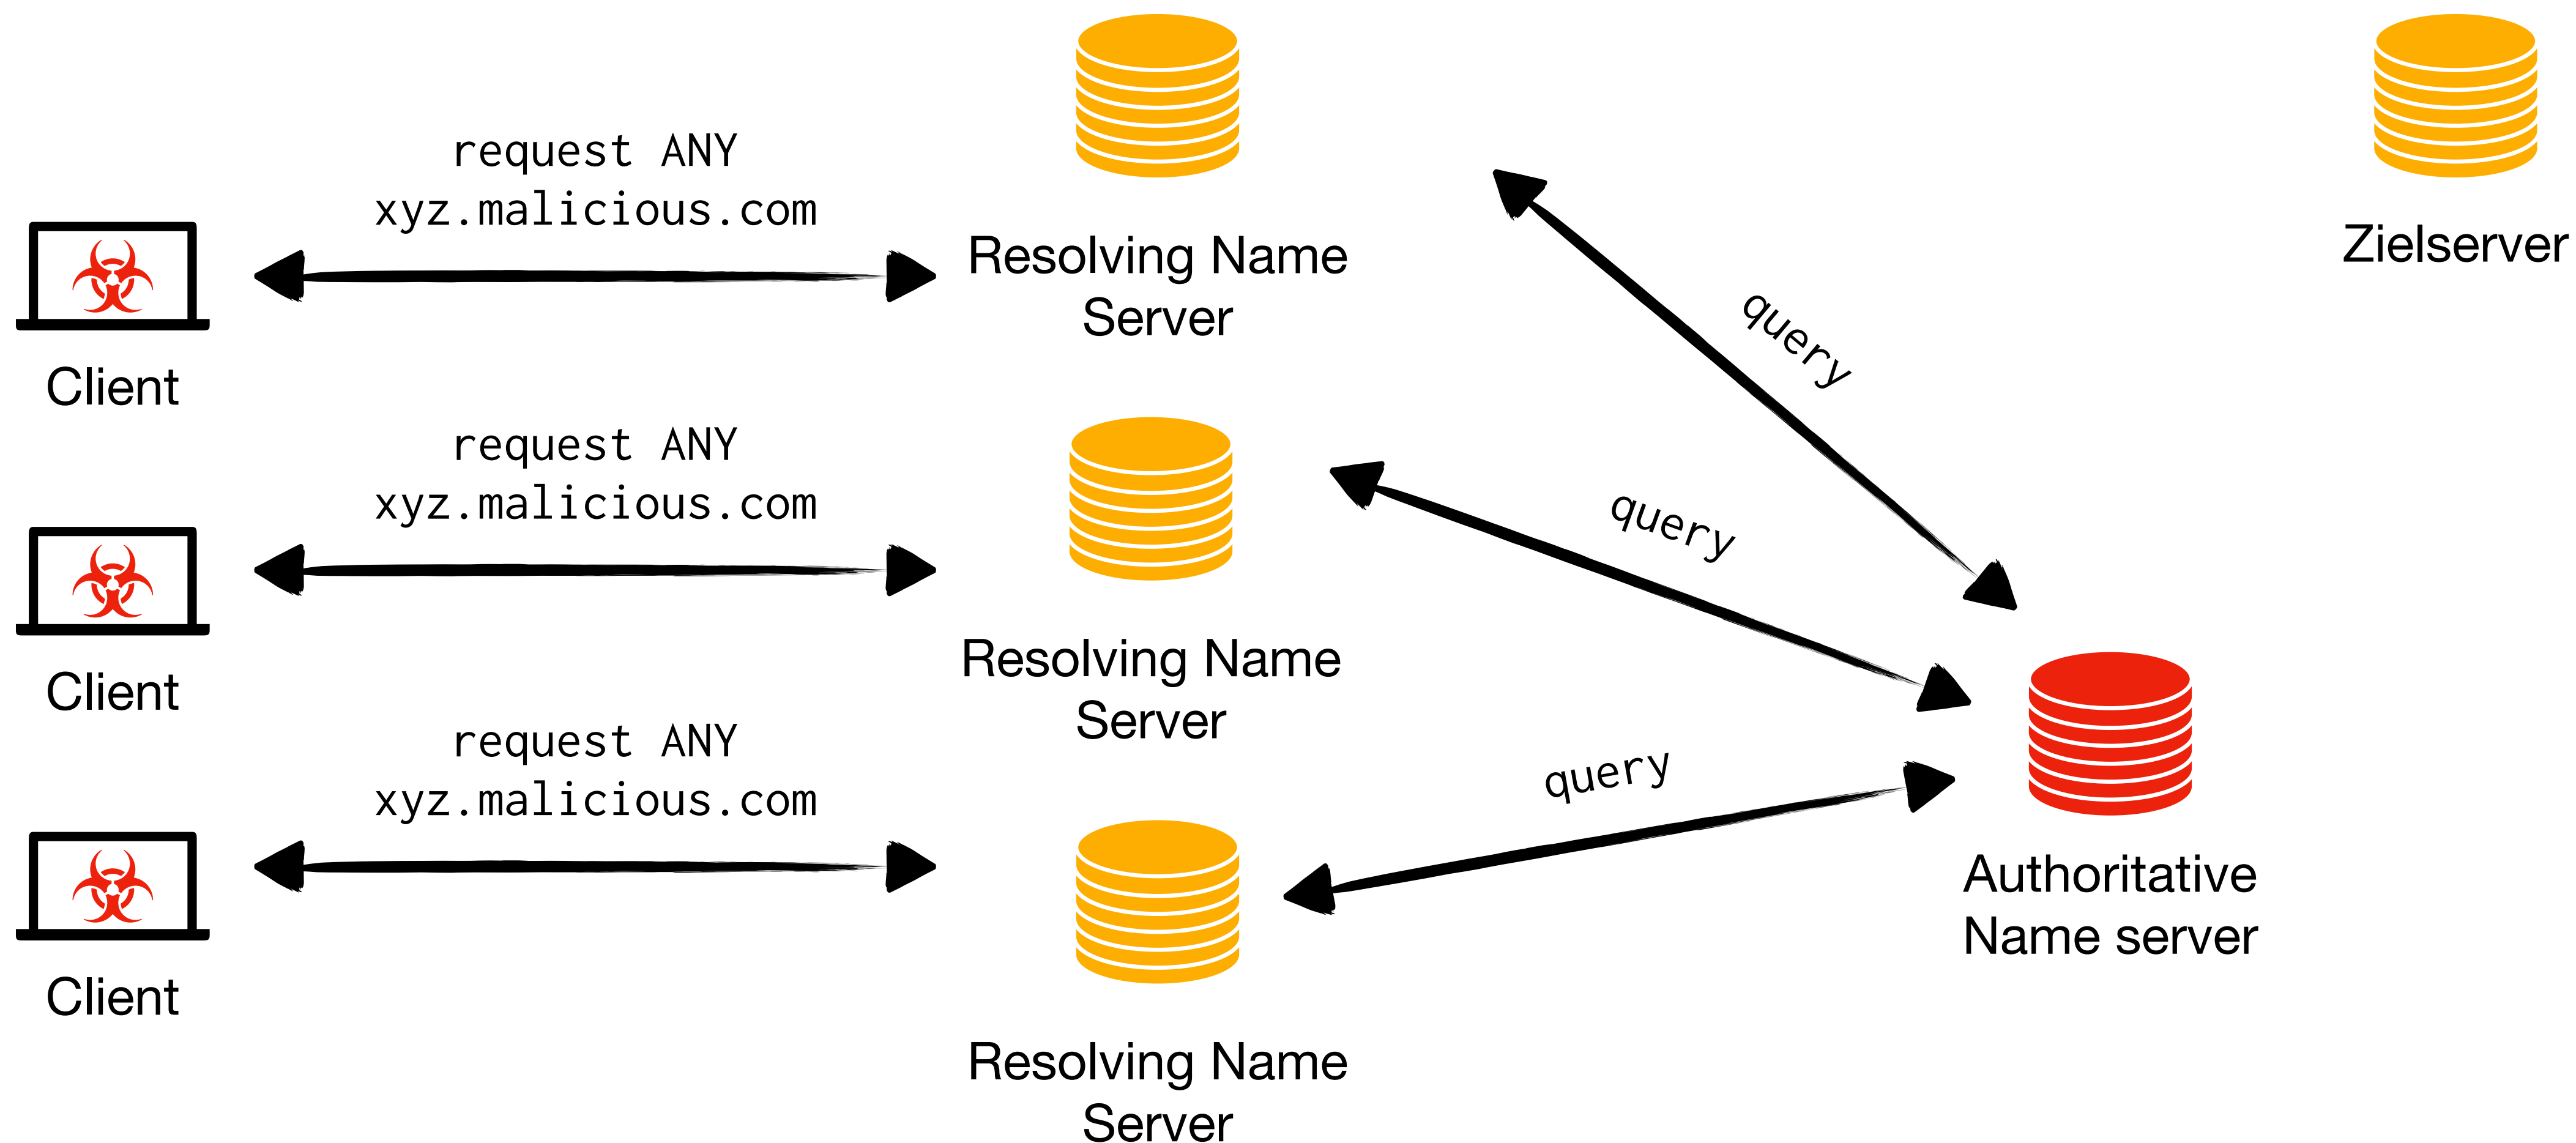 request ANY
xyz.malicious.com
Client
Resolving Name
Server
query
Zielserver
request ANY
xyz.malicious.com
Client
Resolving Name
Server
query
request ANY
xyz.malicious.com
Client
Resolving Name
Server
query
Authoritative
Name server